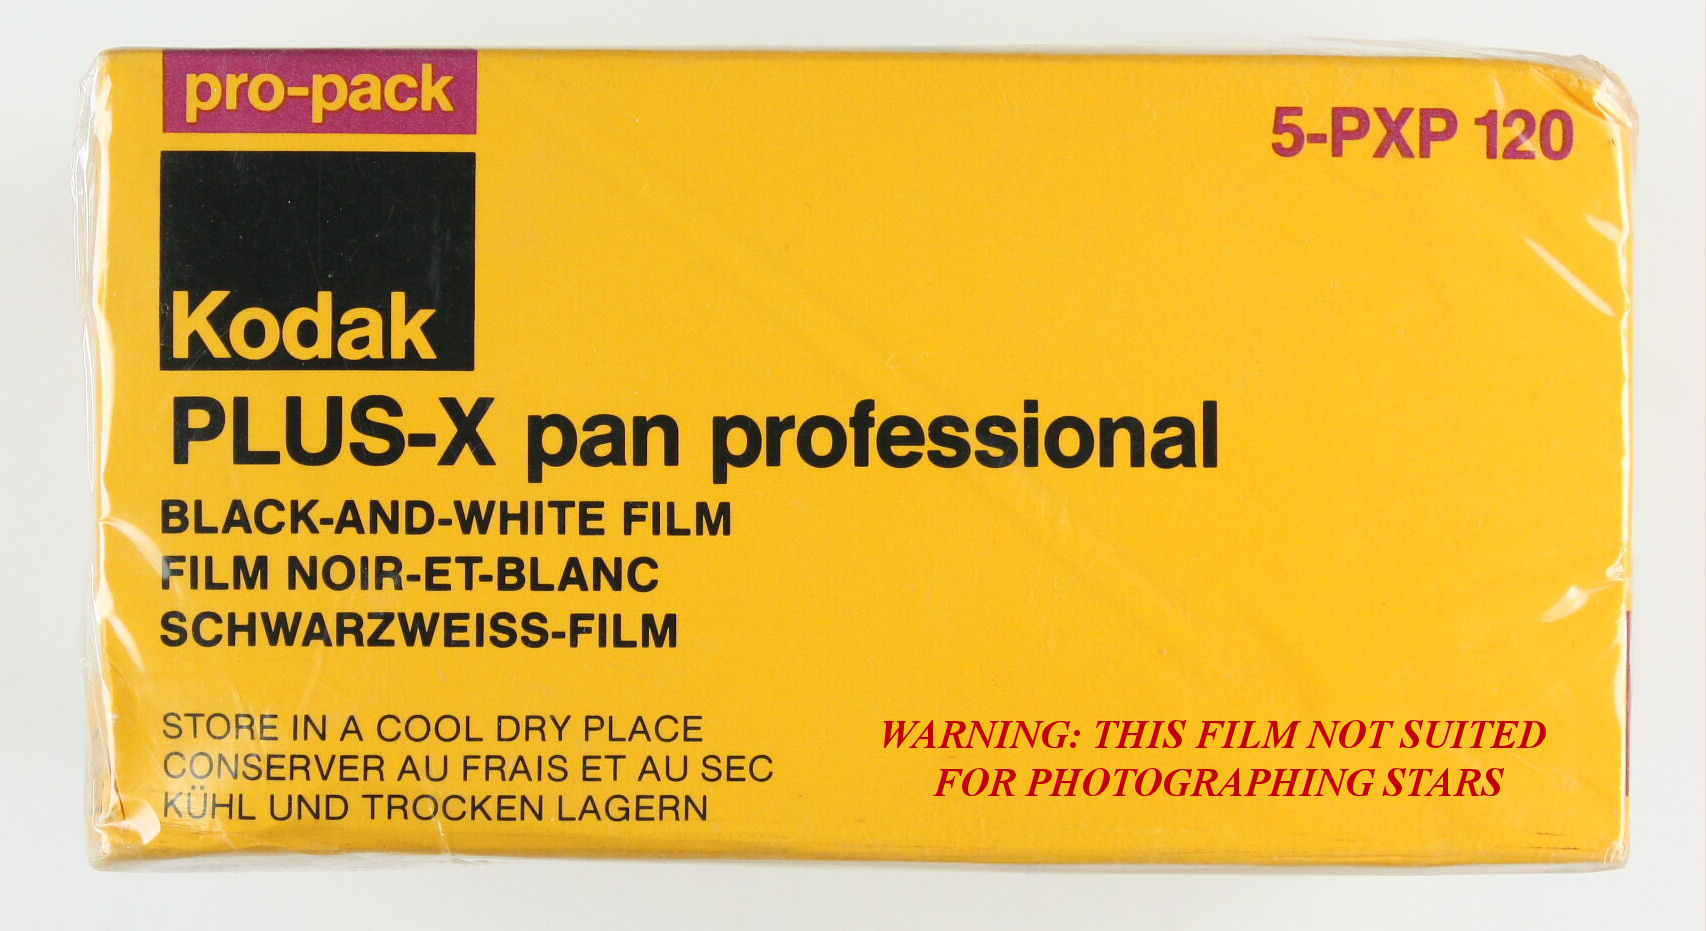 pro-pack
5-PXP 120
Kodak
PLUS-X pan professional
BLACK-AND-WHITE FILM
FILM NOIR-ET-BLANC
SCHWARZWEISS-FILM
STORE IN A COOL DRY PLACE
CONSERVER AU FRAIS ET AU SEC
KÜHL UND TROCKEN LAGERN
WARNING: THIS FILM NOT SUITED
FOR PHOTOGRAPHING STARS